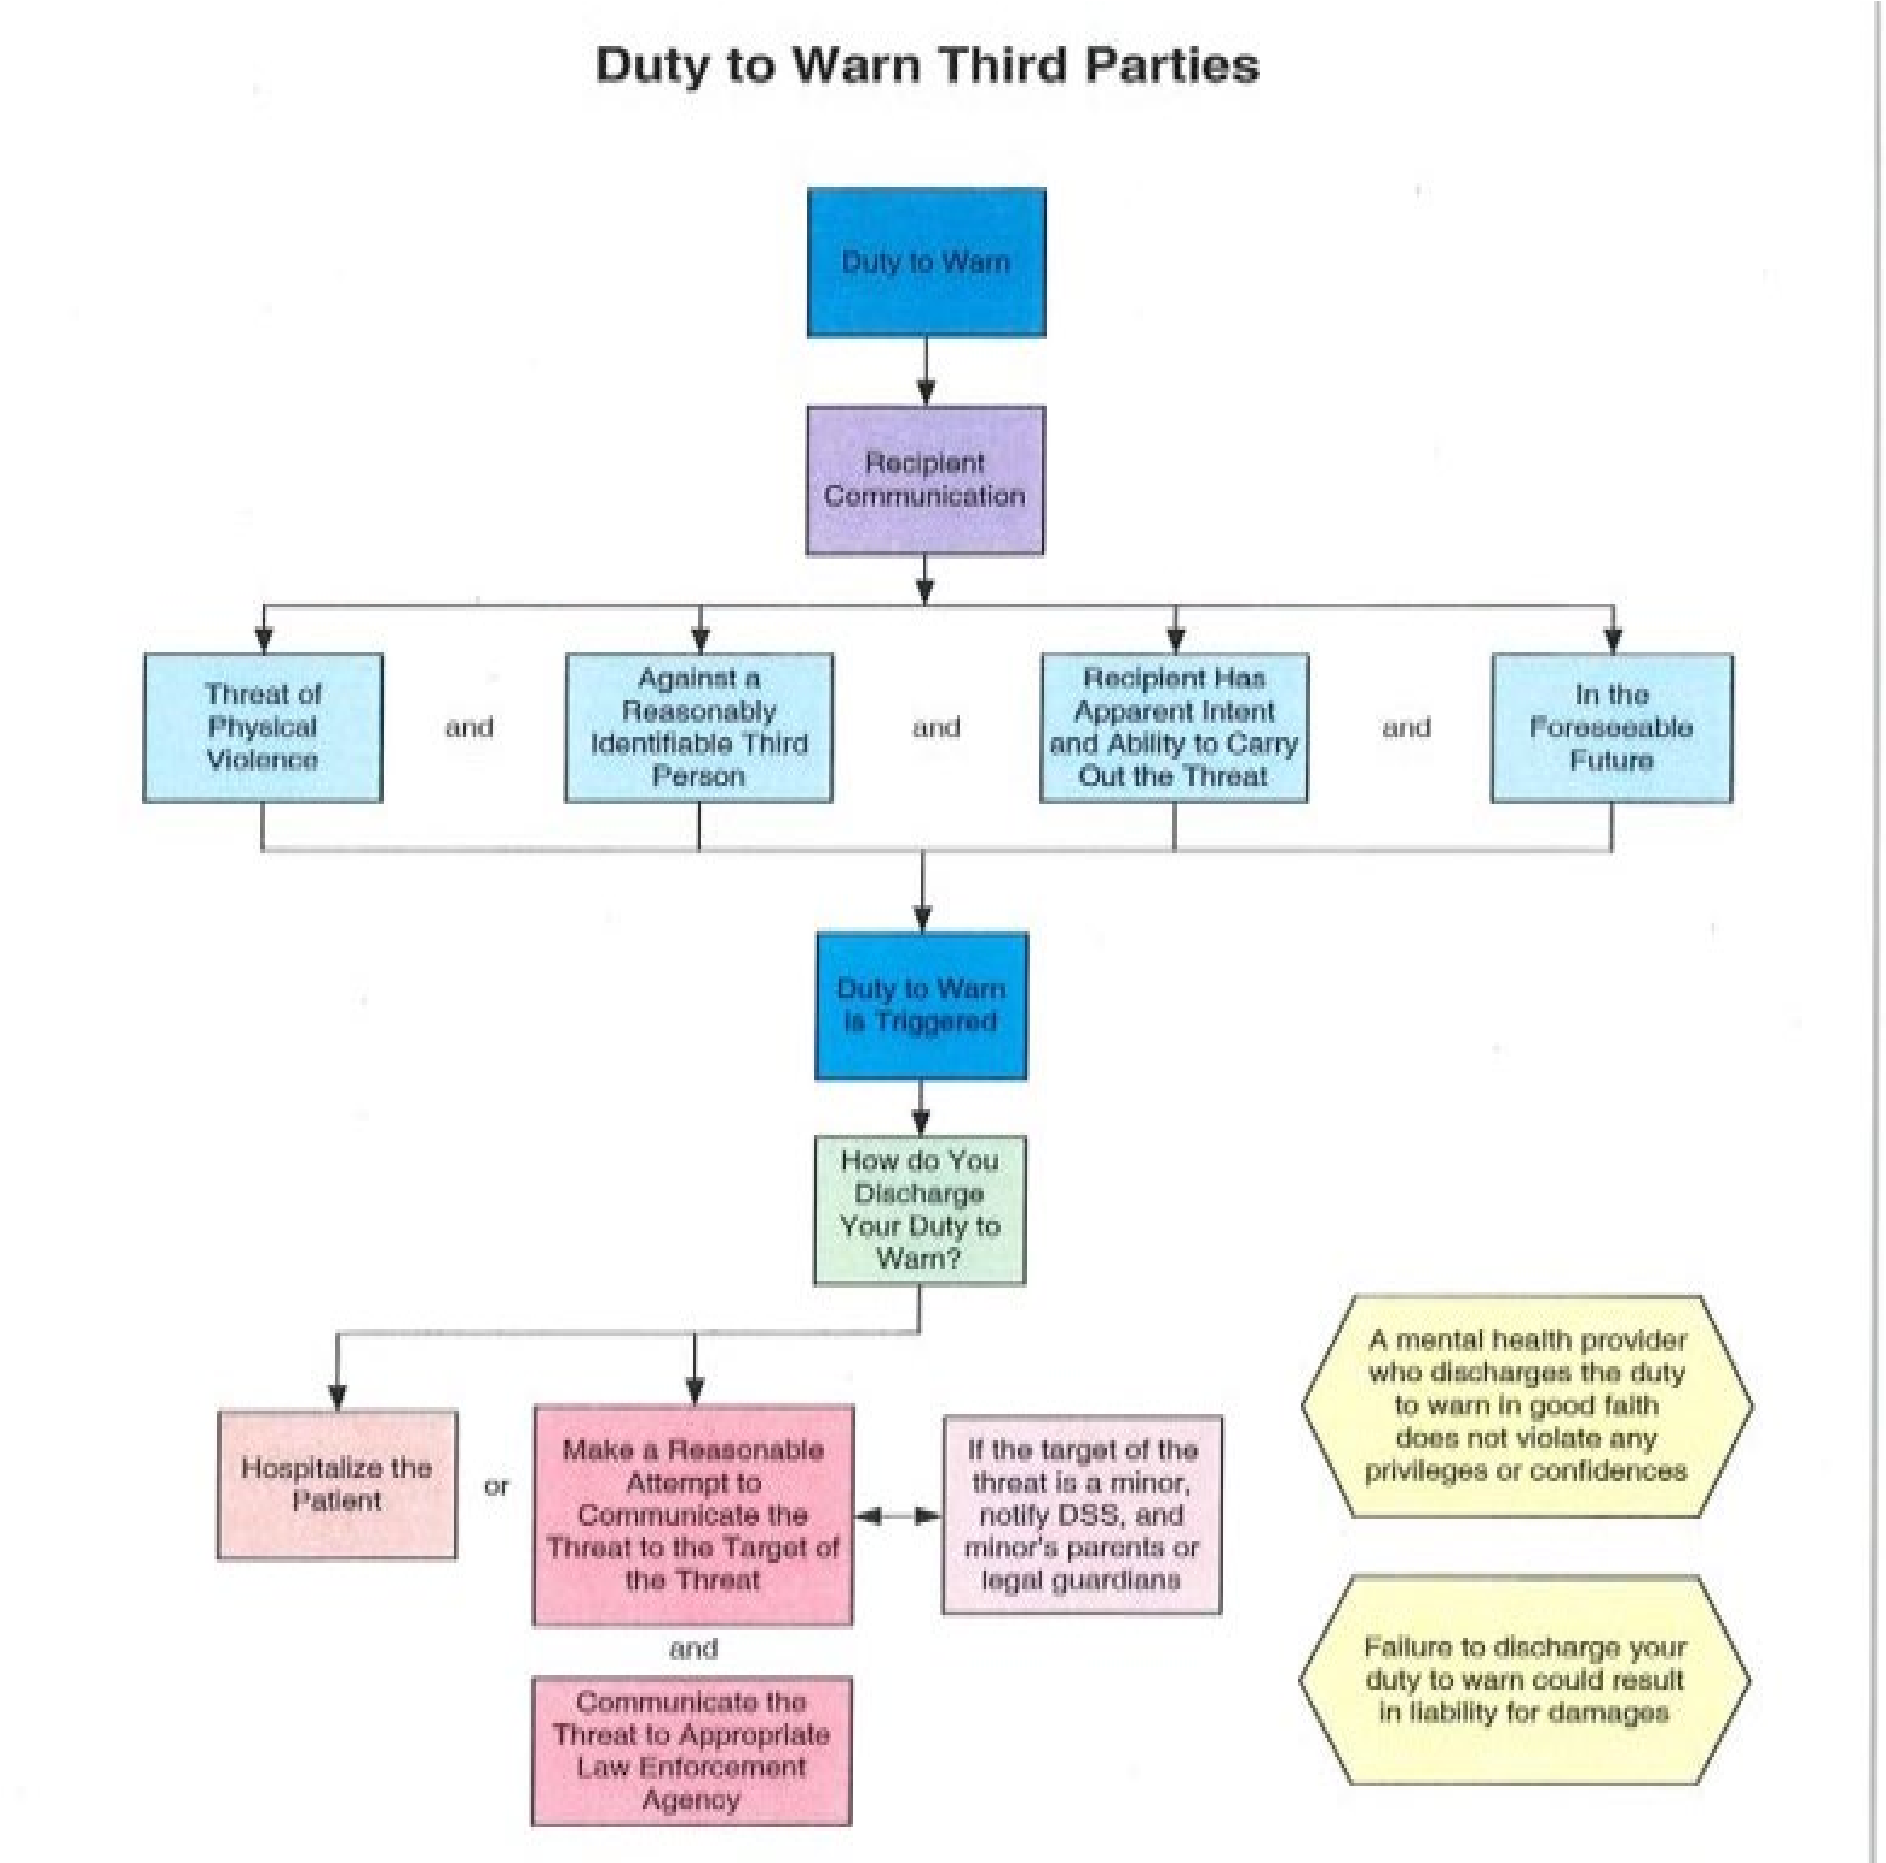 Duty to Warn Third Parties
Duty to Warn
Recipient
Communication
Threat of
Physical
Violence
and
Against a
Reasonably
Identifiable Third
Person
and
Recipient Has
Apparent Intent
and Ability to Carry
Out the Threat
and
In the
Foreseeable
Future
Duty to Warn
is Triggered
How do You
Discharge
Your Duty to
Warn?
Hospitalize the
Patient
or
Make a Reasonable
Attempt to
Communicate the
Threat to the Target of
the Threat
If the target of the
threat is a minor,
notify DSS, and
minor's parents or
legal guardians
and
Communicate the
Threat to Appropriate
Law Enforcement
Agency
A mental health provider
who discharges the duty
to warn in good faith
does not violate any
privileges or confidences
Failure to discharge your
duty to warn could result
in liability for damages